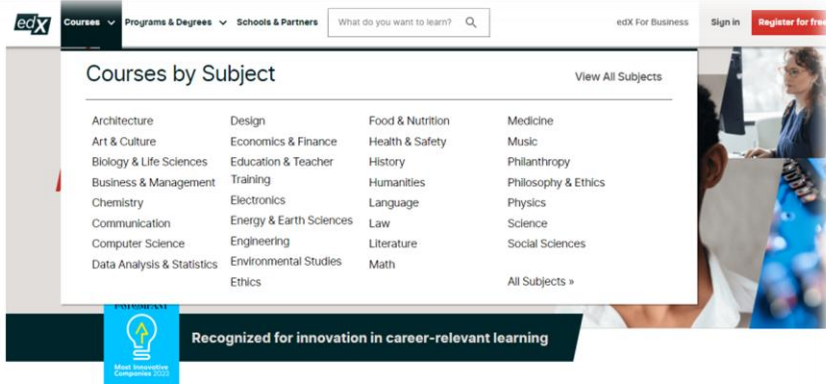 edX Courses Programs & Degrees Schools & Partners What do you want to learn? edX For Business Sign in Register for free
Courses by Subject View All Subjects
Architecture
Art & Culture
Biology & Life Sciences
Business & Management
Chemistry
Communication
Computer Science
Data Analysis & Statistics
Design
Economics & Finance
Education & Teacher
Training
Electronics
Energy & Earth Sciences
Engineering
Environmental Studies
Ethics
Food & Nutrition
Health & Safety
History
Humanities
Language
Law
Literature
Math
Medicine
Music
Philanthropy
Philosophy & Ethics
Physics
Science
Social Sciences
All Subjects »
Recognized for innovation in career-relevant learning
Most Innovative
Companies 2023